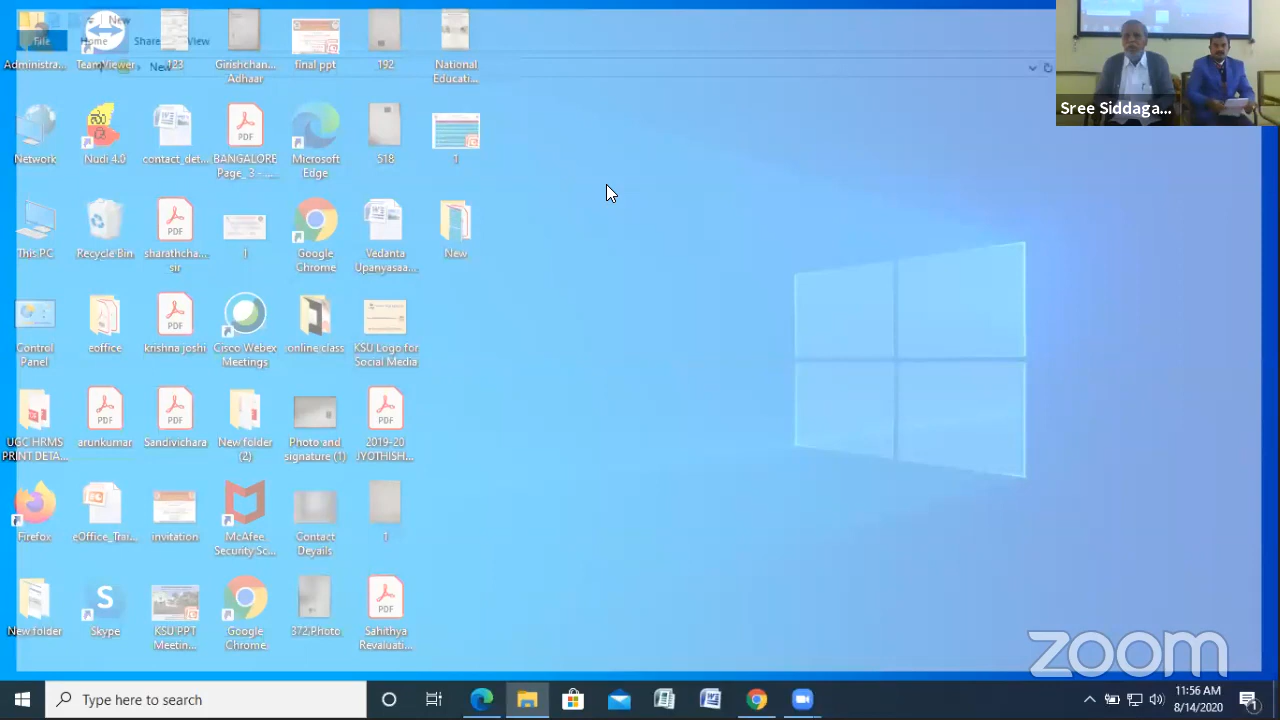 New
File
Home
Share
View
New
Administra...
TeamViewer
123
Girishchan...
Adhaar
final ppt
192
National
Educati...
Sree Siddaga...
Network
Nudi 4.0
contact_det...
BANGALORE
Page_3 - ...
Microsoft
Edge
518
1
This PC
Recycle Bin
sharathcha...
sir
1
Google
Chrome
Vedanta
Upanyasaa...
New
Control
Panel
eoffice
krishna joshi
Cisco Webex
Meetings
online class
KSU Logo for
Social Media
UGC HRMS
PRINT DETA...
PDF
arunkumar
Sandivichara
New folder
(2)
Photo and
signature (1)
2019-20
JYOTHISH...
Firefox
eOffice_Trai...
invitation
McAfee
Security Sc...
Contact
Deyails
1
New folder
Skype
KSU PPT
Meetin...
Google
Chrome
372.Photo
Sahithya
Revaluati...
zoom
Type here to search
11:56 AM
8/14/2020
1